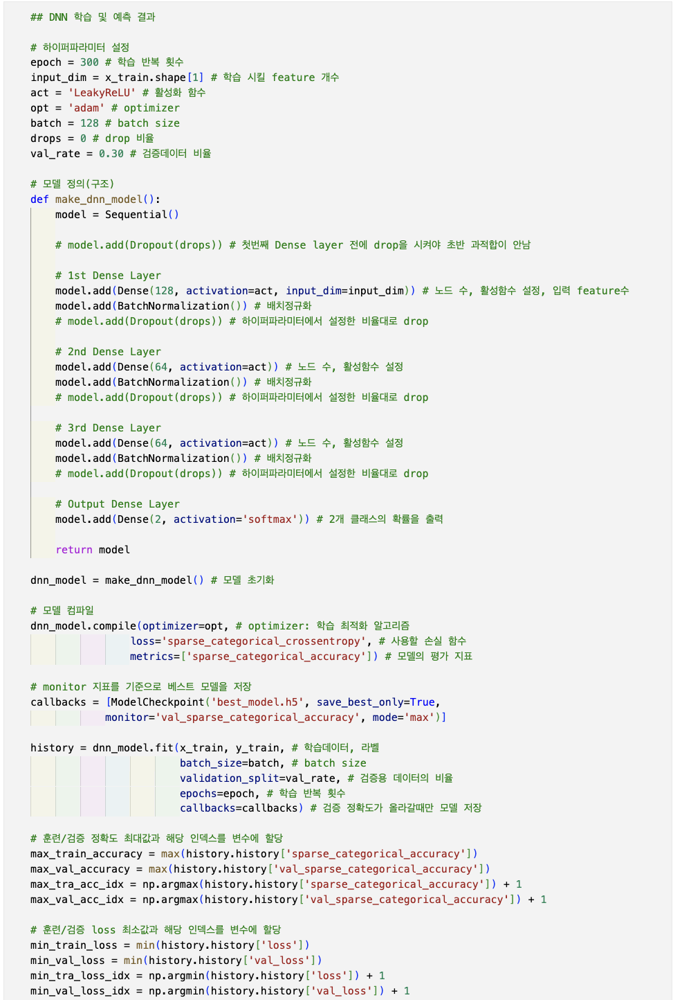 ## DNN 학습 및 예측 결과
# 하이퍼파라미터 설정
epoch = 300 # 학습 반복 횟수
input_dim = x_train.shape[1] # 학습 시킬 feature 개수
act = 'LeakyReLU' # 활성화 함수
opt = 'adam' # optimizer
batch = 128 # batch size
drops = 0 # drop 비율
val_rate = 0.30 # 검증데이터 비율
# 모델 정의(구조)
def make_dnn_model():
model = Sequential()
# model.add(Dropout(drops)) # 첫번째 Dense layer 전에 drop을 시켜야 초반 과적합이 안남
# 1st Dense Layer
model.add(Dense(128, activation=act, input_dim=input_dim)) # 노드 수, 활성함수 설정, 입력 feature수
model.add(BatchNormalization()) # 배치정규화
# model.add(Dropout(drops)) # 하이퍼파라미터에서 설정한 비율대로 drop
# 2nd Dense Layer
model.add(Dense(64, activation=act)) # 노드 수, 활성함수 설정
model.add(BatchNormalization()) # 배치정규화
# model.add(Dropout(drops)) # 하이퍼파라미터에서 설정한 비율대로 drop
# 3rd Dense Layer
model.add(Dense(64, activation=act)) # 노드 수, 활성함수 설정
model.add(BatchNormalization()) # 배치정규화
# model.add(Dropout(drops)) # 하이퍼파라미터에서 설정한 비율대로 drop
# Output Dense Layer
model.add(Dense(2, activation='softmax')) # 2개 클래스의 확률을 출력
return model
dnn_model = make_dnn_model() # 모델 초기화
# 모델 컴파일
dnn_model.compile(optimizer=opt, # optimizer: 학습 최적화 알고리즘
loss='sparse_categorical_crossentropy', # 사용할 손실 함수
metrics=['sparse_categorical_accuracy']) # 모델의 평가 지표
# monitor 지표를 기준으로 베스트 모델을 저장
callbacks = [ModelCheckpoint('best_model.h5', save_best_only=True,
monitor='val_sparse_categorical_accuracy', mode='max')]
history = dnn_model.fit(x_train, y_train, # 학습데이터, 라벨
batch_size=batch, # batch size
validation_split=val_rate, # 검증용 데이터의 비율
epochs=epoch, # 학습 반복 횟수
callbacks=callbacks) # 검증 정확도가 올라갈때만 모델 저장
# 훈련/검증 정확도 최대값과 해당 인덱스를 변수에 할당
max_train_accuracy = max(history.history['sparse_categorical_accuracy'])
max_val_accuracy = max(history.history['val_sparse_categorical_accuracy'])
max_tra_acc_idx = np.argmax(history.history['sparse_categorical_accuracy']) + 1
max_val_acc_idx = np.argmax(history.history['val_sparse_categorical_accuracy']) + 1
# 훈련/검증 loss 최소값과 해당 인덱스를 변수에 할당
min_train_loss = min(history.history['loss'])
min_val_loss = min(history.history['val_loss'])
min_tra_loss_idx = np.argmin(history.history['loss']) + 1
min_val_loss_idx = np.argmin(history.history['val_loss']) + 1